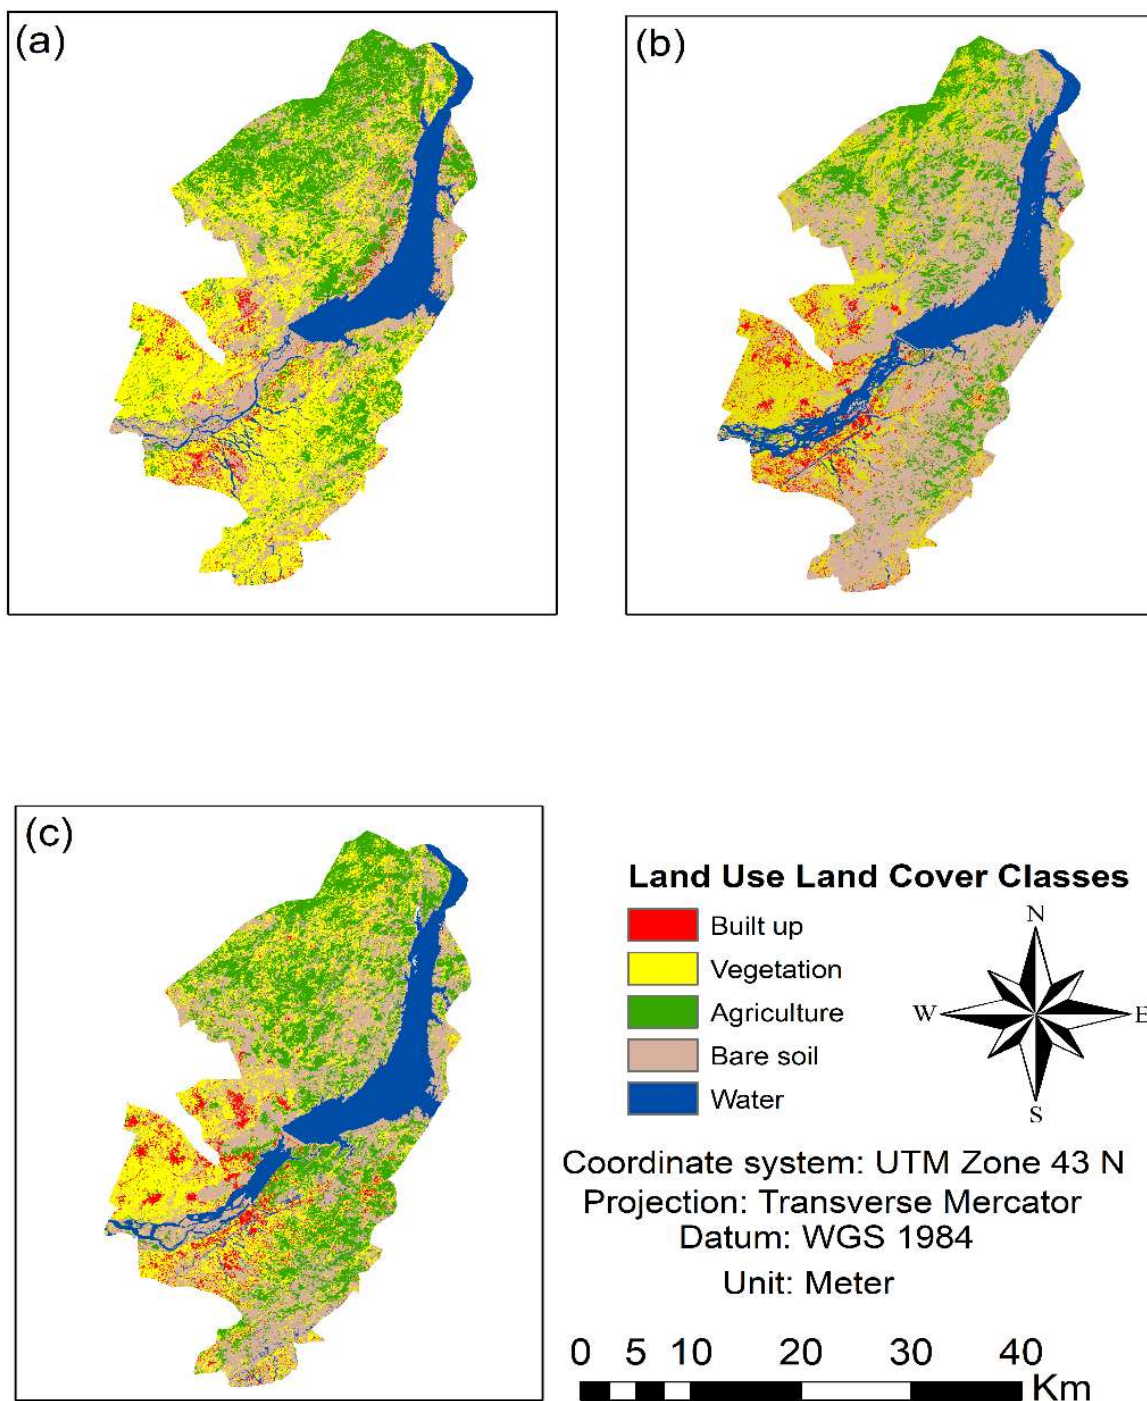 (a)
(b)
(c)
Land Use Land Cover Classes
Built up
Vegetation
Agriculture
Bare soil
Water
N
W
E
S
Coordinate system: UTM Zone 43 N
Projection: Transverse Mercator
Datum: WGS 1984
Unit: Meter
0 5 10 20 30 40
Km